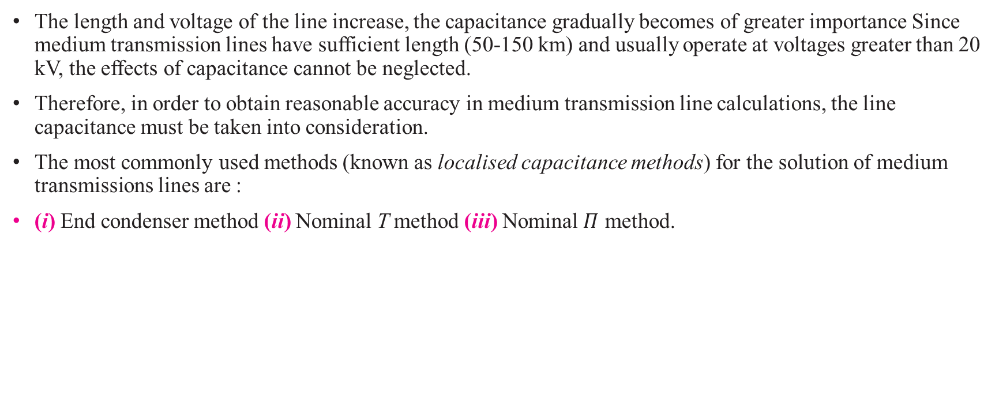 • The length and voltage of the line increase, the capacitance gradually becomes of greater importance Since
medium transmission lines have sufficient length (50-150 km) and usually operate at voltages greater than 20
kV, the effects of capacitance cannot be neglected.
• Therefore, in order to obtain reasonable accuracy in medium transmission line calculations, the line
capacitance must be taken into consideration.
• The most commonly used methods (known as localised capacitance methods) for the solution of medium
transmissions lines are :
• (i) End condenser method (ii) Nominal T method (iii) Nominal Π method.